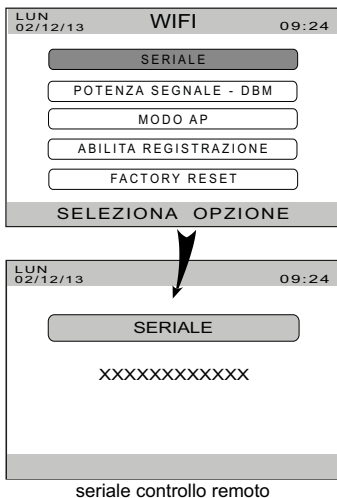 LUN
02/12/13
WIFI
09:24
SERIALE
POTENZA SEGNALE - DBM
MODO AP
ABILITA REGISTRAZIONE
FACTORY RESET
SELEZIONA OPZIONE
LUN
02/12/13
09:24
SERIALE
XXXXXXXXXXXX
seriale controllo remoto